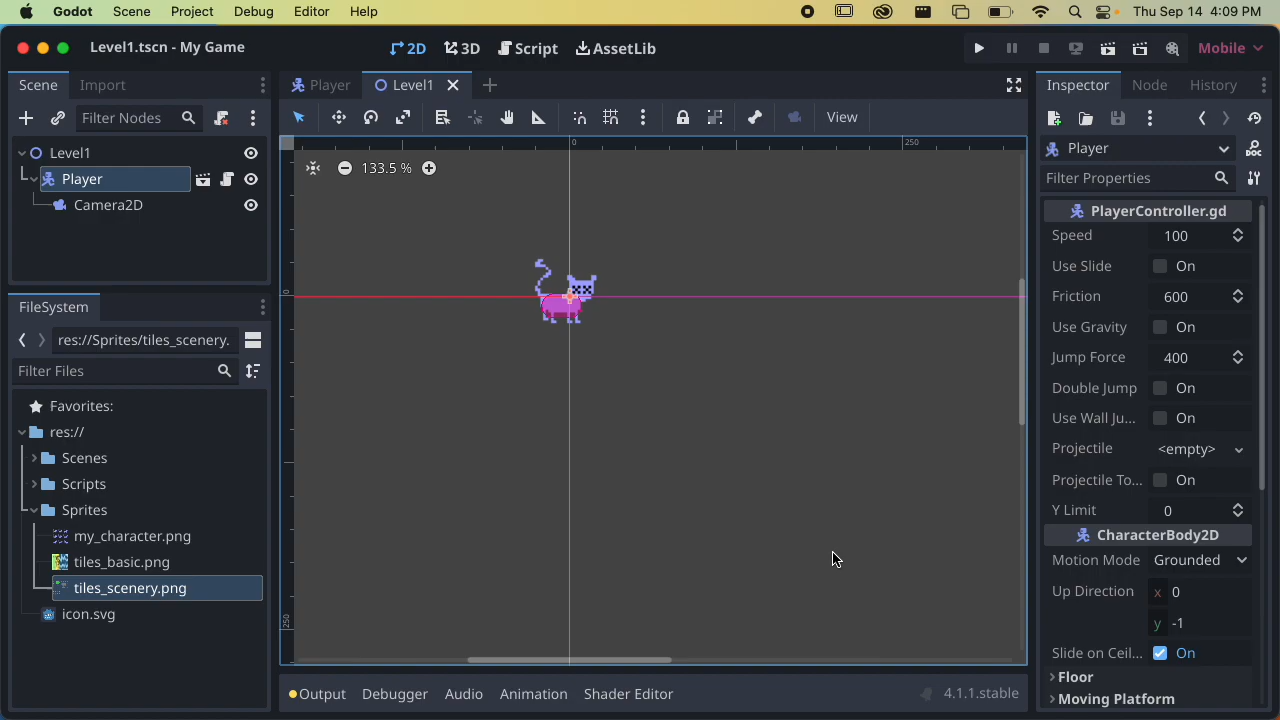 Godot Scene Project Debug Editor Help Thu Sep 14 4:09 PM
Level1.tscn - My Game 2D 3D Script AssetLib Mobile
Scene Import
Filter Nodes
Level1
Player
Camera2D
FileSystem
res://Sprites/tiles_scenery.
Filter Files
Favorites:
res://
Scenes
Scripts
Sprites
my_character.png
tiles_basic.png
tiles_scenery.png
icon.svg
Player Level1
View
0 250
133.5 %
0
250
Output Debugger Audio Animation Shader Editor 4.1.1.stable
Inspector Node History
Player
Filter Properties
PlayerController.gd
Speed 100
Use Slide On
Friction 600
Use Gravity On
Jump Force 400
Double Jump On
Use Wall Ju... On
Projectile <empty>
Projectile To... On
Y Limit 0
CharacterBody2D
Motion Mode Grounded
Up Direction x 0
y -1
Slide on Ceil... On
Floor
Moving Platform